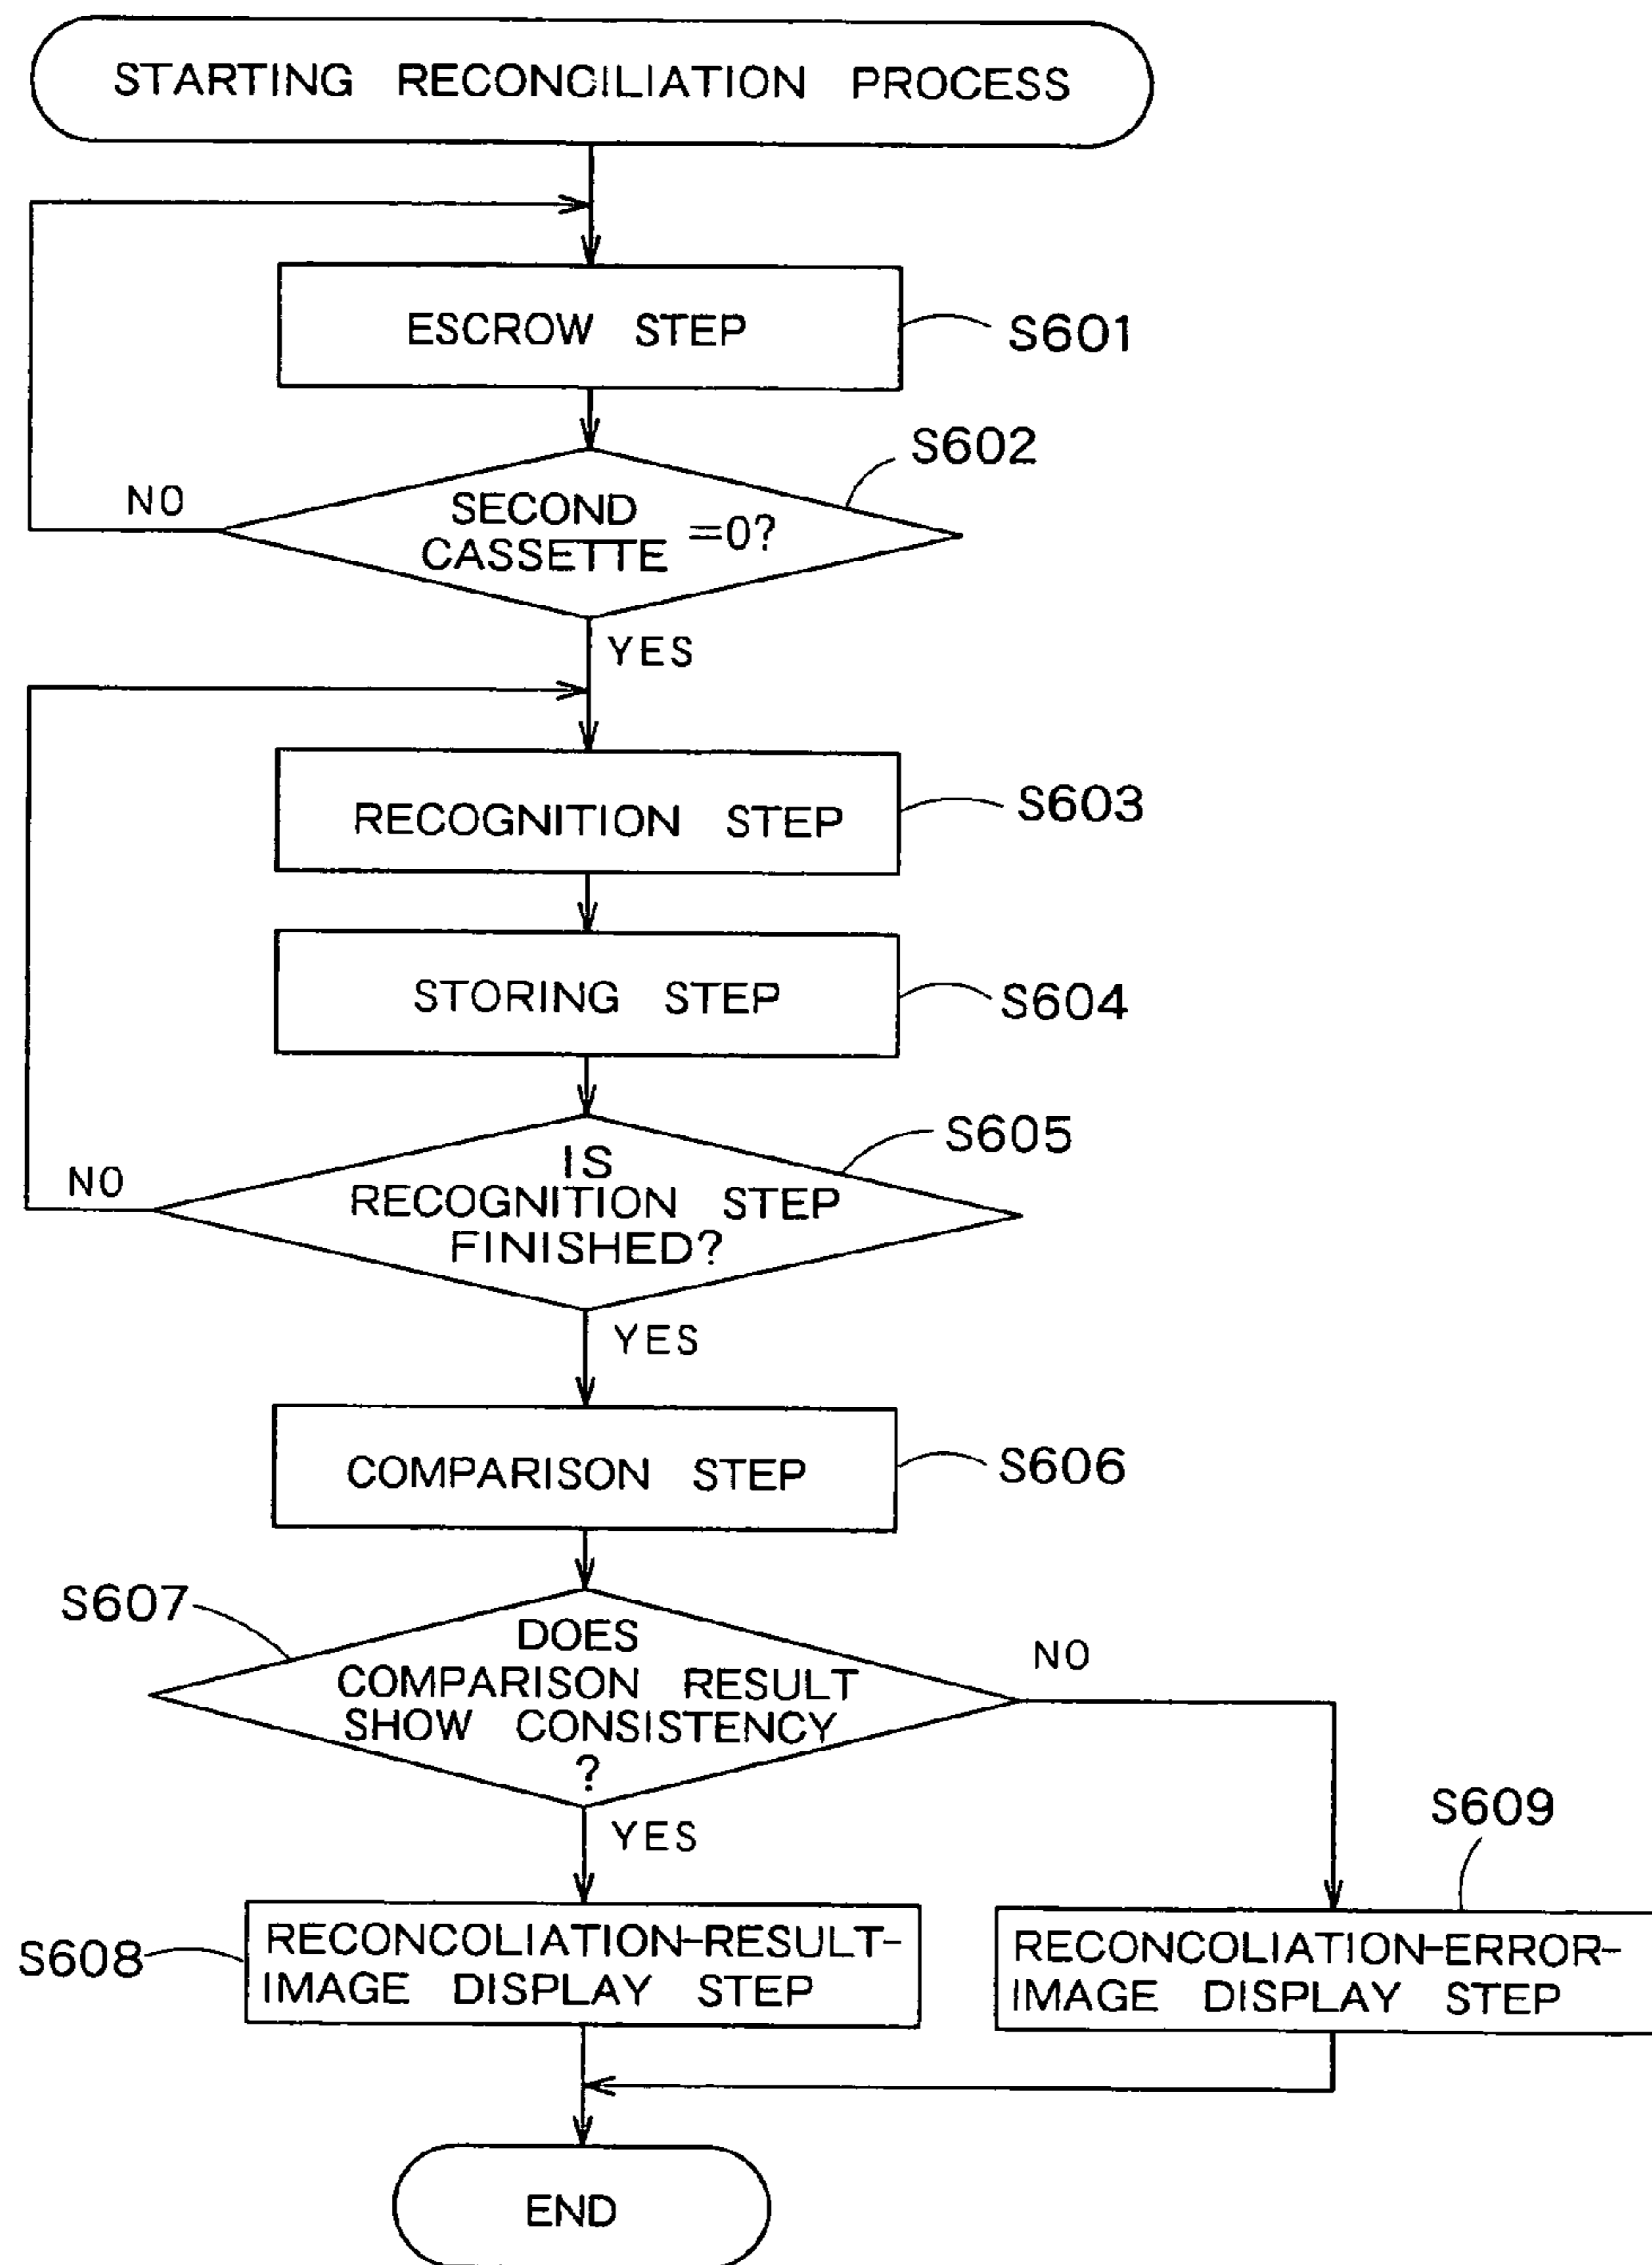 STARTING RECONCILIATION PROCESS
ESCROW STEP
S601
S602
NO
SECOND
CASSETTE =0?
YES
RECOGNITION STEP
S603
STORING STEP
S604
S605
NO
IS
RECOGNITION STEP
FINISHED?
YES
COMPARISON STEP
S606
S607
DOES
COMPARISON RESULT
SHOW CONSISTENCY
?
NO
YES
S609
S608
RECONCOLIATION-RESULT-
IMAGE DISPLAY STEP
RECONCOLIATION-ERROR-
IMAGE DISPLAY STEP
END